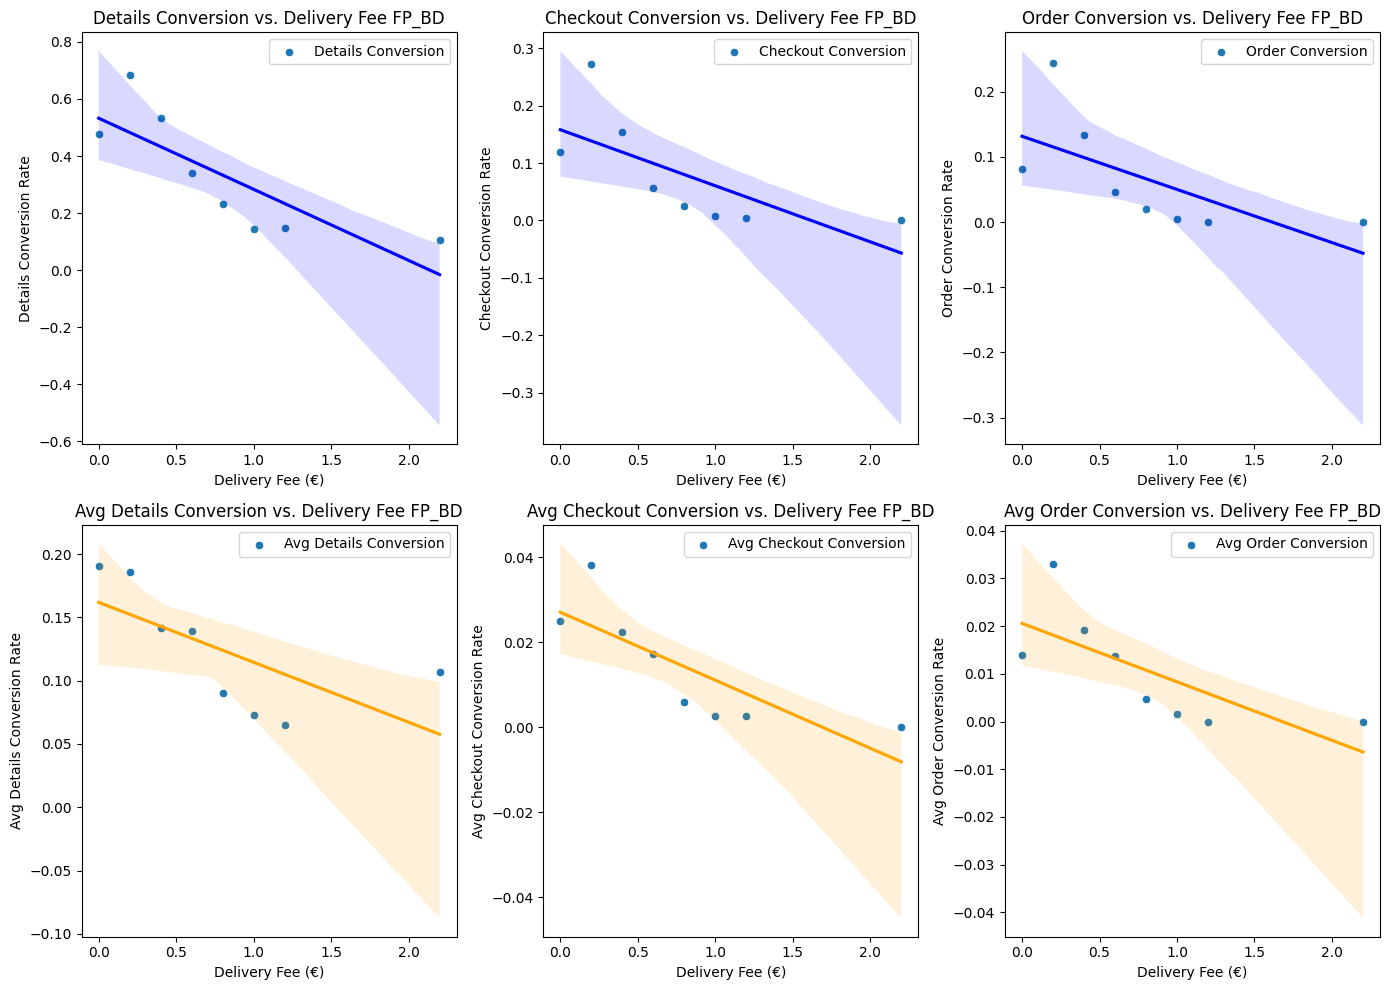 Details Conversion vs. Delivery Fee FP_BD
Details Conversion
Details Conversion Rate
0.8
0.6
0.4
0.2
0.0
−0.2
−0.4
−0.6
0.0 0.5 1.0 1.5 2.0
Delivery Fee (€)
Checkout Conversion vs. Delivery Fee FP_BD
Checkout Conversion
Checkout Conversion Rate
0.3
0.2
0.1
0.0
−0.1
−0.2
−0.3
0.0 0.5 1.0 1.5 2.0
Delivery Fee (€)
Order Conversion vs. Delivery Fee FP_BD
Order Conversion
Order Conversion Rate
0.2
0.1
0.0
−0.1
−0.2
−0.3
0.0 0.5 1.0 1.5 2.0
Delivery Fee (€)
Avg Details Conversion vs. Delivery Fee FP_BD
Avg Details Conversion
Avg Details Conversion Rate
0.20
0.15
0.10
0.05
0.00
−0.05
−0.10
0.0 0.5 1.0 1.5 2.0
Delivery Fee (€)
Avg Checkout Conversion vs. Delivery Fee FP_BD
Avg Checkout Conversion
Avg Checkout Conversion Rate
0.04
0.02
0.00
−0.02
−0.04
0.0 0.5 1.0 1.5 2.0
Delivery Fee (€)
Avg Order Conversion vs. Delivery Fee FP_BD
Avg Order Conversion
Avg Order Conversion Rate
0.04
0.03
0.02
0.01
0.00
−0.01
−0.02
−0.03
−0.04
0.0 0.5 1.0 1.5 2.0
Delivery Fee (€)